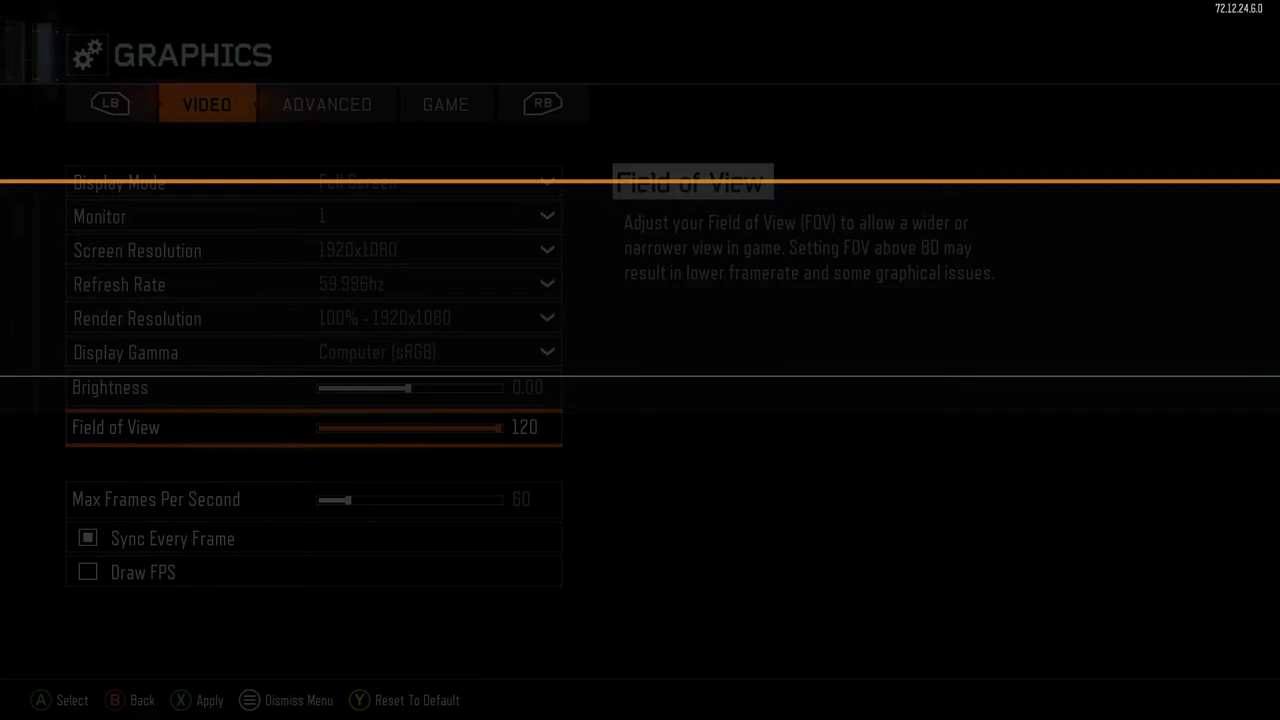 72.12.24.6.0
GRAPHICS
LB VIDEO ADVANCED GAME RB
Display Mode Full Screen
Monitor 1
Screen Resolution 1920x1080
Refresh Rate 59.996hz
Render Resolution 100% - 1920x1080
Display Gamma Computer (sRGB)
Brightness 0.00
Field of View 120
Max Frames Per Second 60
Sync Every Frame
Draw FPS
Field of View
Adjust your Field of View (FOV) to allow a wider or
narrower view in game. Setting FOV above 80 may
result in lower framerate and some graphical issues.
A Select B Back X Apply Dismiss Menu Y Reset To Default